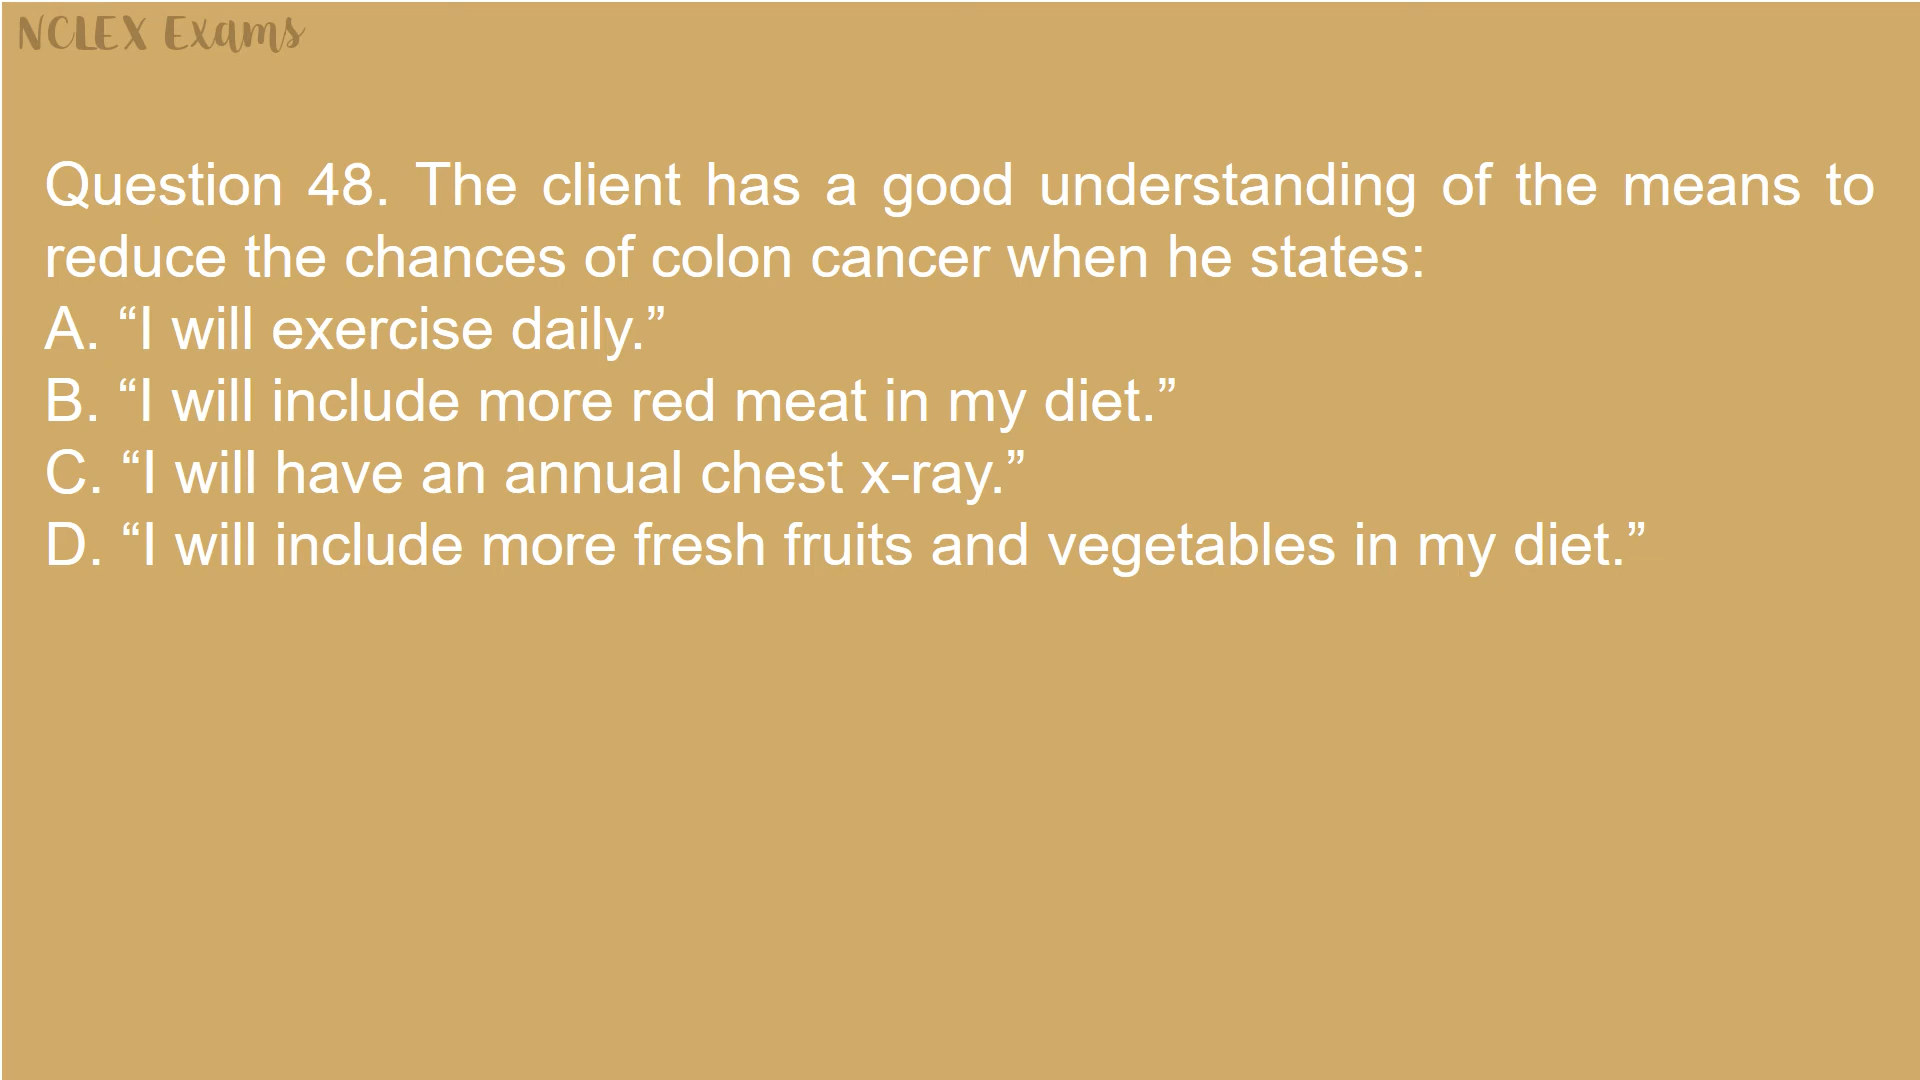 NCLEX Exams
Question 48. The client has a good understanding of the means to
reduce the chances of colon cancer when he states:
A. “I will exercise daily.”
B. “I will include more red meat in my diet.”
C. “I will have an annual chest x-ray.”
D. “I will include more fresh fruits and vegetables in my diet.”